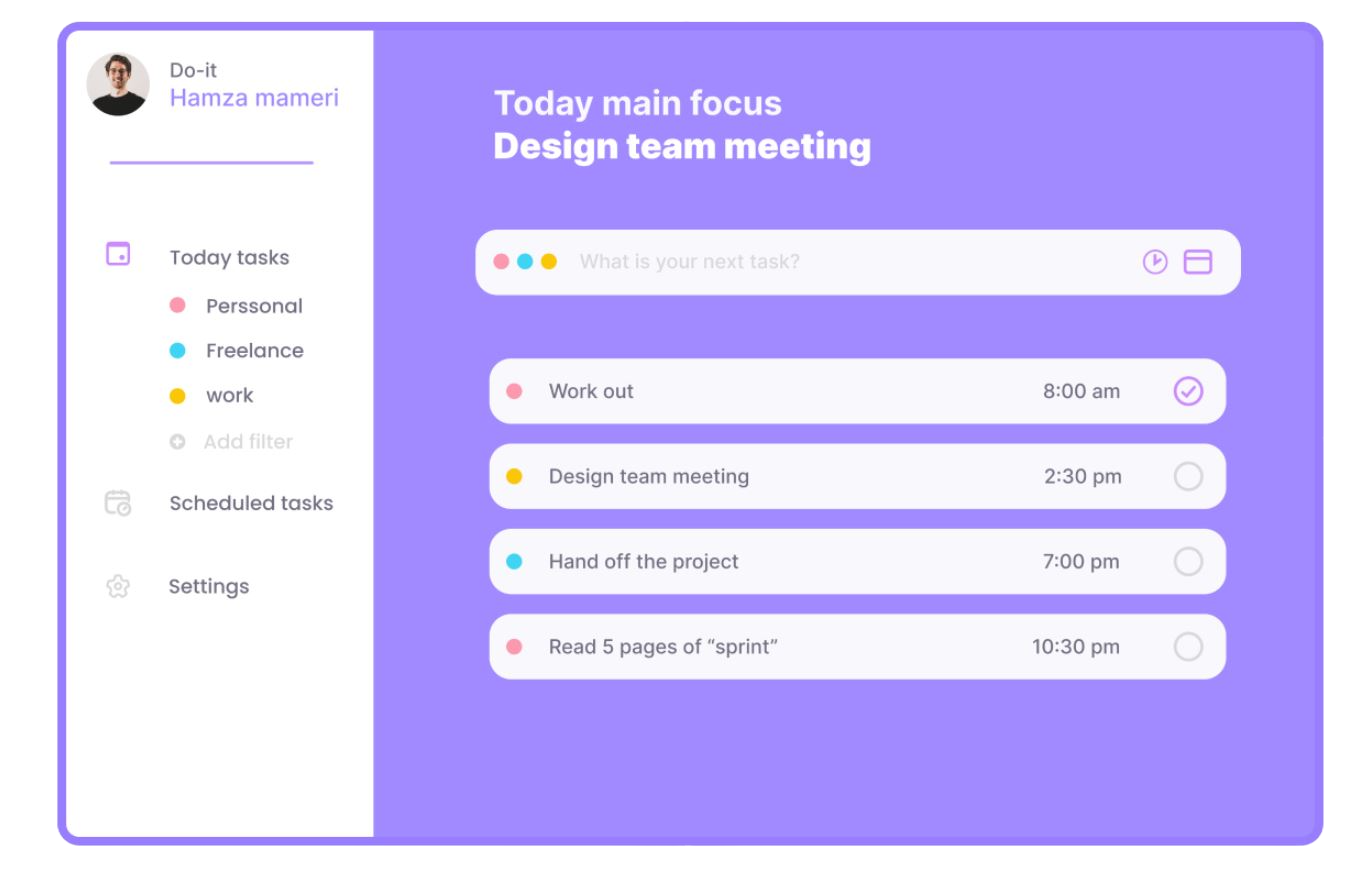 Do-it
Hamza mameri
Today tasks
Perssonal
Freelance
work
Add filter
Scheduled tasks
Settings
Today main focus
Design team meeting
What is your next task?
Work out 8:00 am
Design team meeting 2:30 pm
Hand off the project 7:00 pm
Read 5 pages of “sprint” 10:30 pm